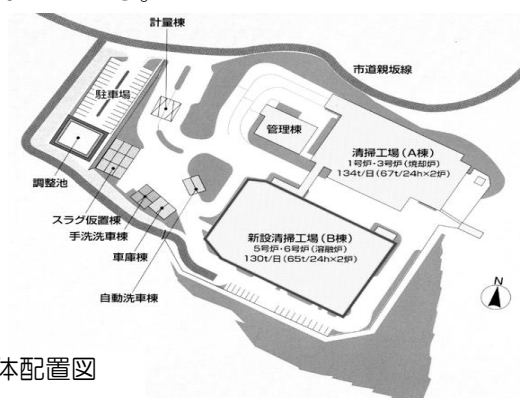 計量棟
市道親坂線
駐車場
管理棟
清掃工場(A棟)
1号炉・3号炉(焼却炉)
134t/日(67t/24h×2炉)
調整池
スラグ仮置棟
手洗洗車棟
車庫棟
自動洗車棟
新設清掃工場(B棟)
5号炉・6号炉(溶融炉)
130t/日(65t/24h×2炉)
N
体配置図